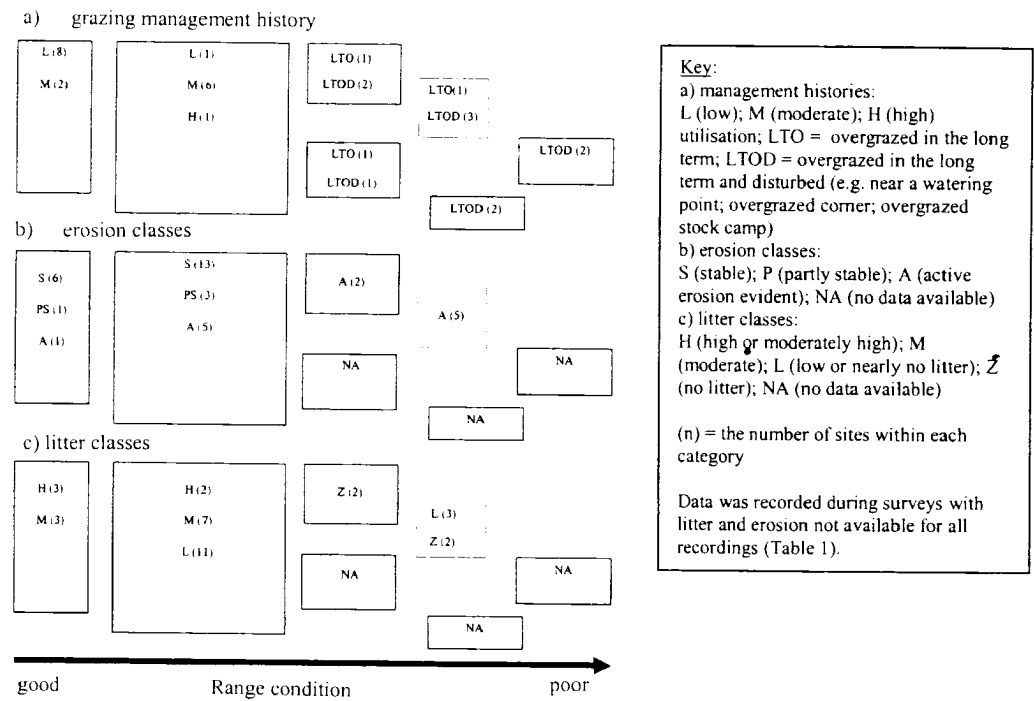 a) grazing management history
L (8)
M (2)
L (1)
M (6)
H (1)
LTO (1)
LTOD (2)
LTO (1)
LTOD (1)
LTO(1)
LTOD (3)
LTOD (2)
LTOD (2)
b) erosion classes
S (6)
PS (1)
A (1)
S (13)
PS (3)
A (5)
A (2)
NA
A (5)
NA
NA
c) litter classes
H (3)
M (3)
H (2)
M (7)
L (11)
Z (2)
NA
L (3)
Z (2)
NA
NA
good Range condition poor
Key:
a) management histories:
L (low); M (moderate); H (high)
utilisation; LTO = overgrazed in the long
term; LTOD = overgrazed in the long
term and disturbed (e.g. near a watering
point; overgrazed corner; overgrazed
stock camp)
b) erosion classes:
S (stable); P (partly stable); A (active
erosion evident); NA (no data available)
c) litter classes:
H (high or moderately high); M
(moderate); L (low or nearly no litter); Z
(no litter); NA (no data available)
(n) = the number of sites within each
category
Data was recorded during surveys with
litter and erosion not available for all
recordings (Table 1).